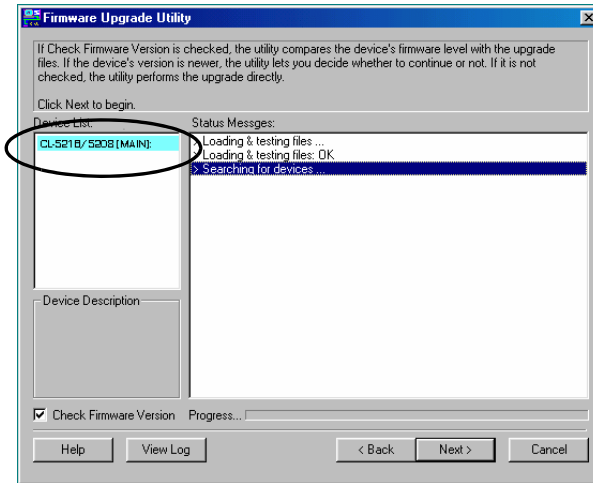 Firmware Upgrade Utility
If Check Firmware Version is checked, the utility compares the device's firmware level with the upgrade
files. If the device's version is newer, the utility lets you decide whether to continue or not. If it is not
checked, the utility performs the upgrade directly.
Click Next to begin.
Device List:
Status Messges:
CL-5216/5208 [MAIN]:
> Loading & testing files ...
> Loading & testing files: OK
> Searching for devices ...
Device Description
Check Firmware Version
Progress...
Help
View Log
< Back
Next >
Cancel